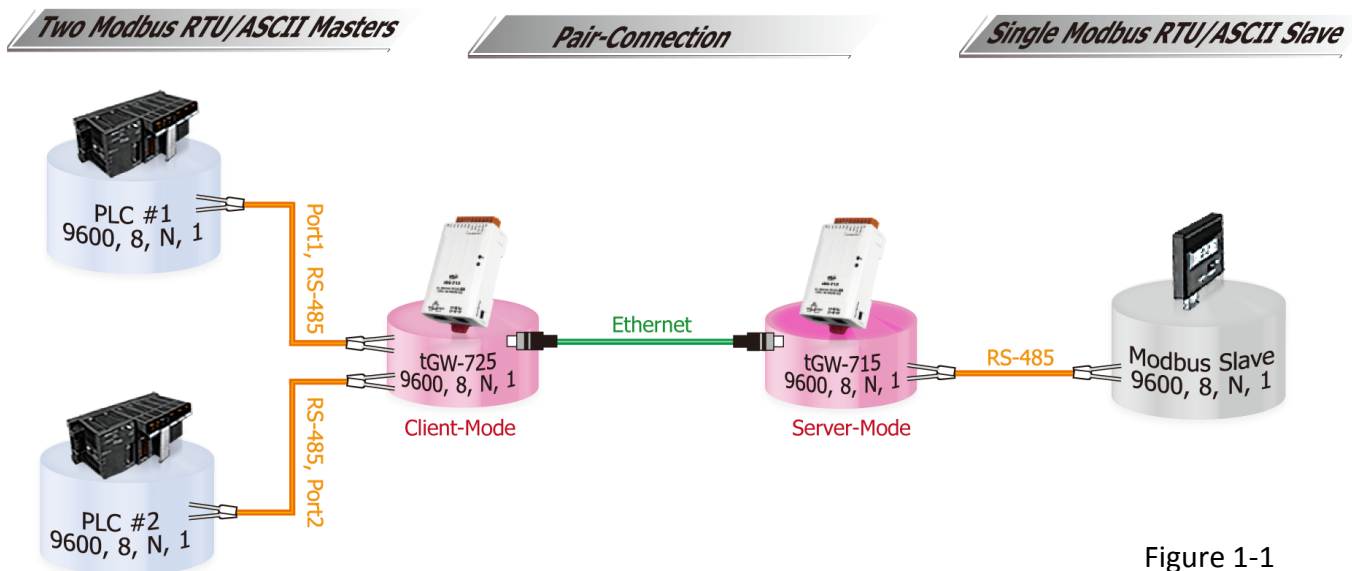 Two Modbus RTU/ASCII Masters
Pair-Connection
Single Modbus RTU/ASCII Slave
PLC #1
9600, 8, N, 1
Port1, RS-485
tGW-725
9600, 8, N, 1
Client-Mode
Ethernet
tGW-715
9600, 8, N, 1
Server-Mode
RS-485
Modbus Slave
9600, 8, N, 1
RS-485, Port2
PLC #2
9600, 8, N, 1
Figure 1-1